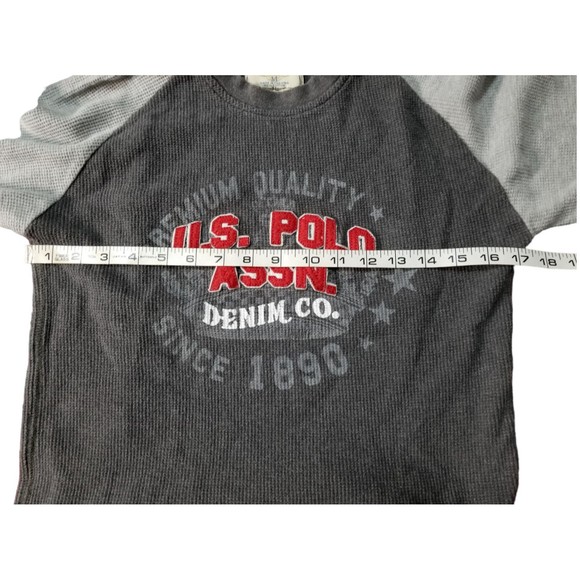 M
PREMIUM QUALITY
U.S. POLO
ASSN.
1 2 3 4 5 6 7 8 9 10 11 12 13 14 15 16 17 18
DENIM CO.
SINCE 1890